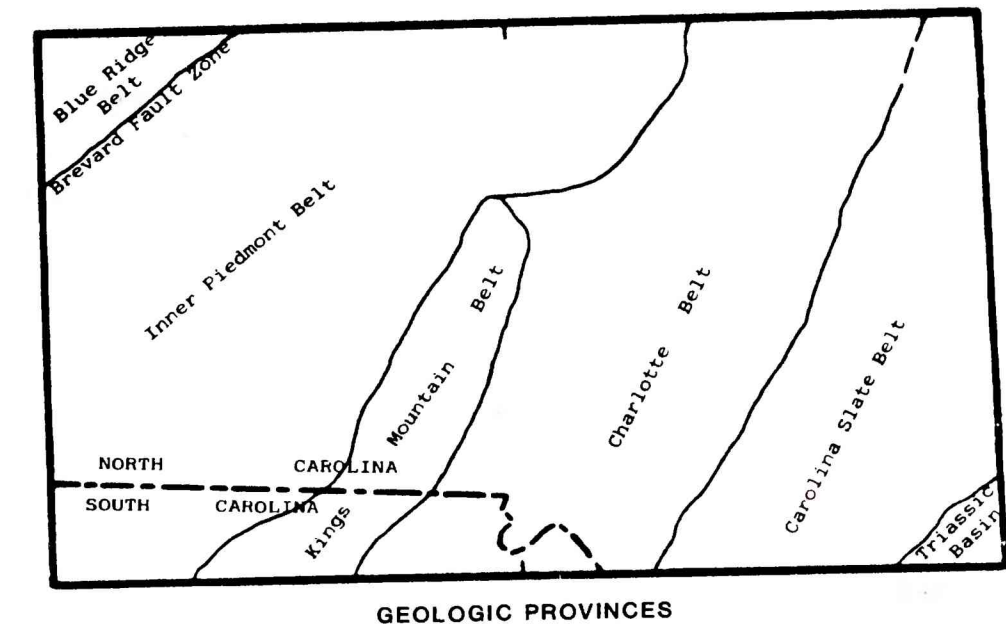 Blue Ridge
Belt
Brevard Fault Zone
Inner Piedmont Belt
Kings Mountain Belt
Charlotte Belt
Carolina Slate Belt
Triassic
Basin
NORTH CAROLINA
SOUTH CAROLINA
GEOLOGIC PROVINCES